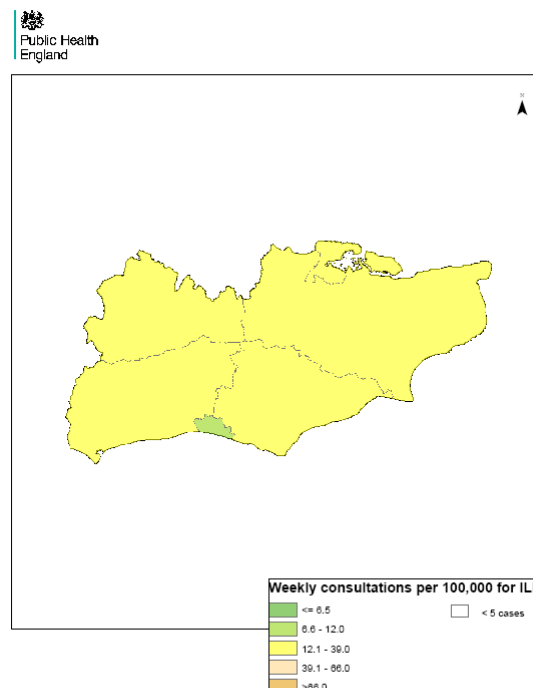 Public Health
England
N
Weekly consultations per 100,000 for IL
<= 6.5
< 5 cases
6.6 - 12.0
12.1 - 39.0
39.1 - 66.0
>66.0